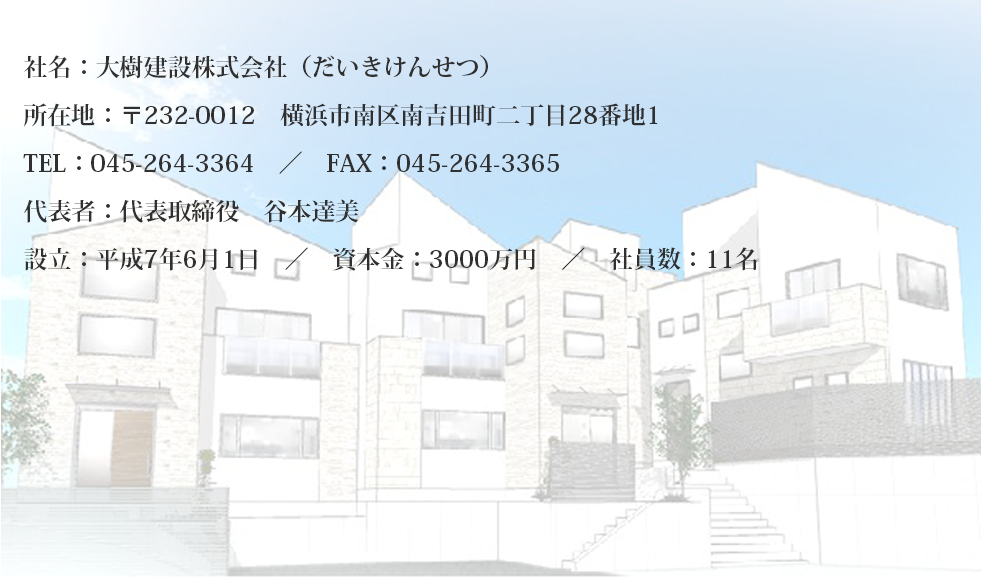 社名：大樹建設株式会社（だいきけんせつ）
所在地：〒232-0012　横浜市南区南吉田町二丁目28番地1
TEL：045-264-3364　／　FAX：045-264-3365
代表者：代表取締役　谷本達美
設立：平成7年6月1日　／　資本金：3000万円　／　社員数：11名